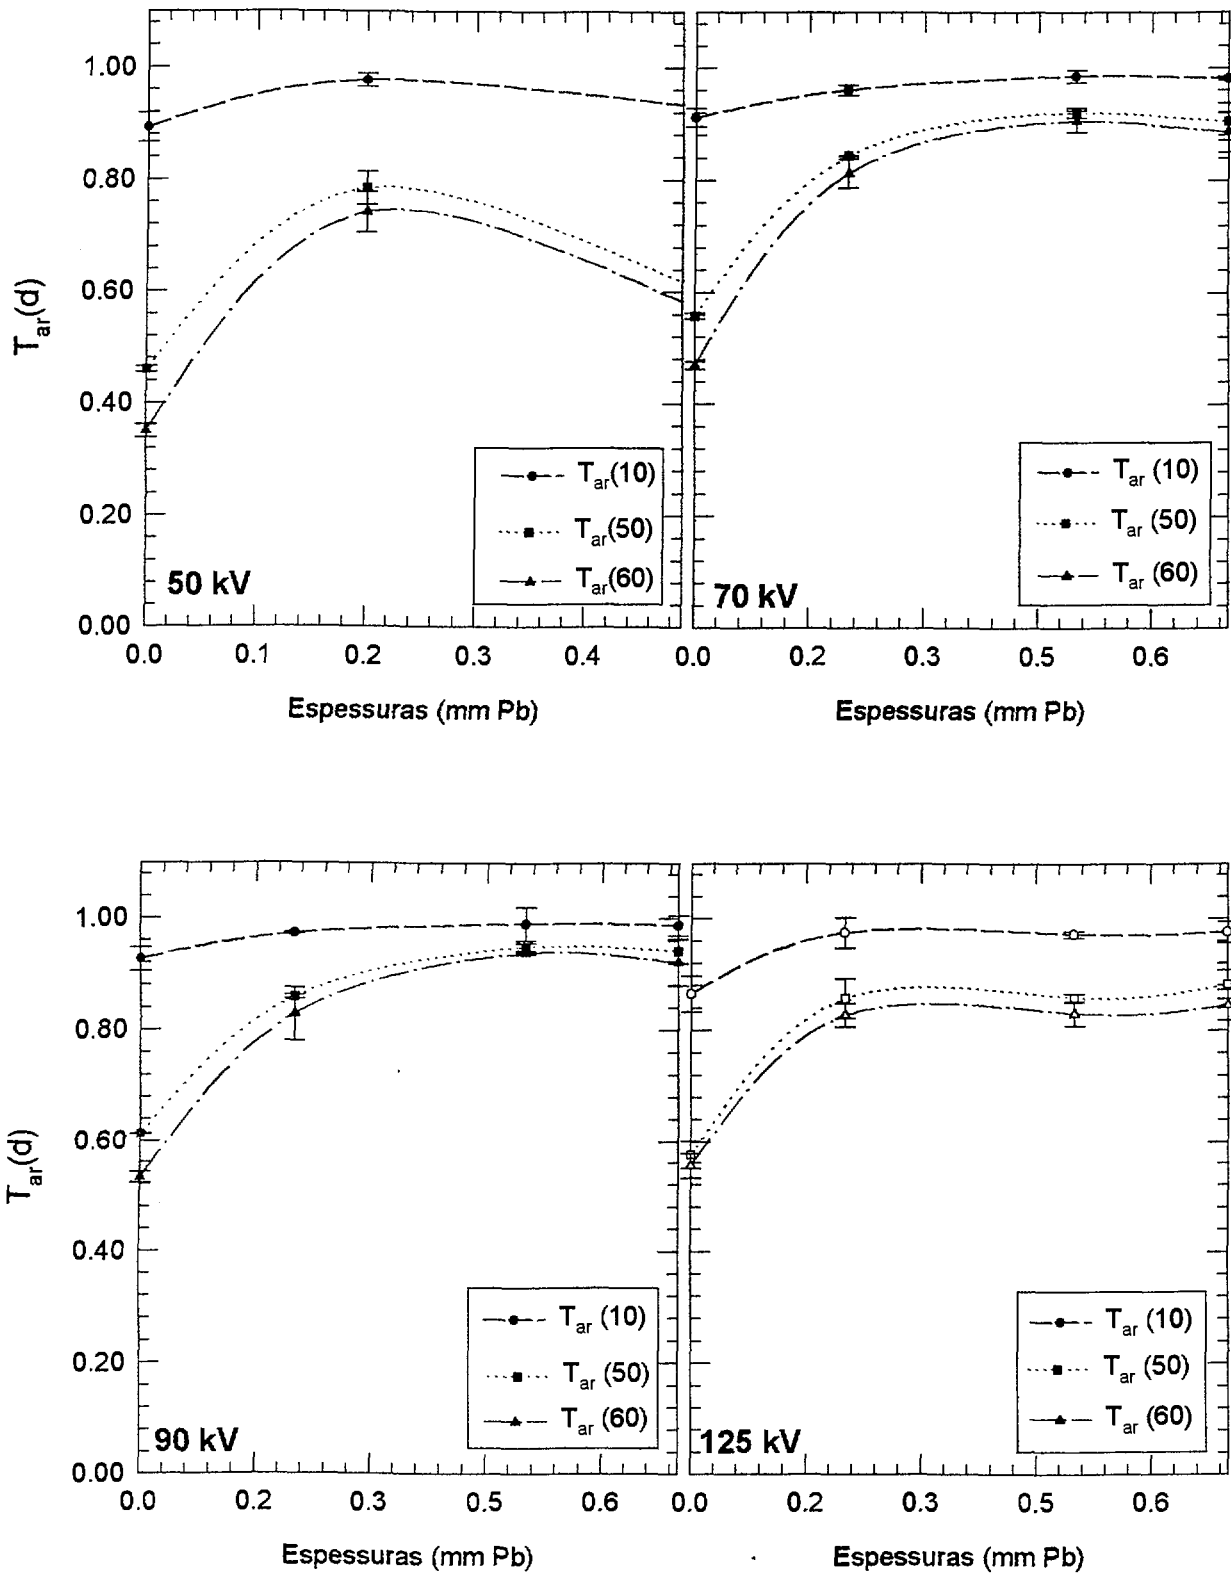 1.00
0.80
0.60
0.40
0.20
0.00
T_ar(d)
T_ar(10)
T_ar(50)
T_ar(60)
50 kV
0.0 0.1 0.2 0.3 0.4
Espessuras (mm Pb)
T_ar (10)
T_ar (50)
T_ar (60)
70 kV
0.0 0.2 0.3 0.5 0.6
Espessuras (mm Pb)
1.00
0.80
0.60
0.40
0.20
0.00
T_ar(d)
T_ar (10)
T_ar (50)
T_ar (60)
90 kV
0.0 0.2 0.3 0.5 0.6
Espessuras (mm Pb)
T_ar (10)
T_ar (50)
T_ar (60)
125 kV
0.0 0.2 0.3 0.5 0.6
Espessuras (mm Pb)